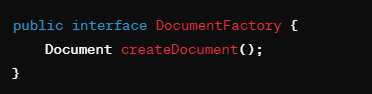 public interface DocumentFactory {
    Document createDocument();
}